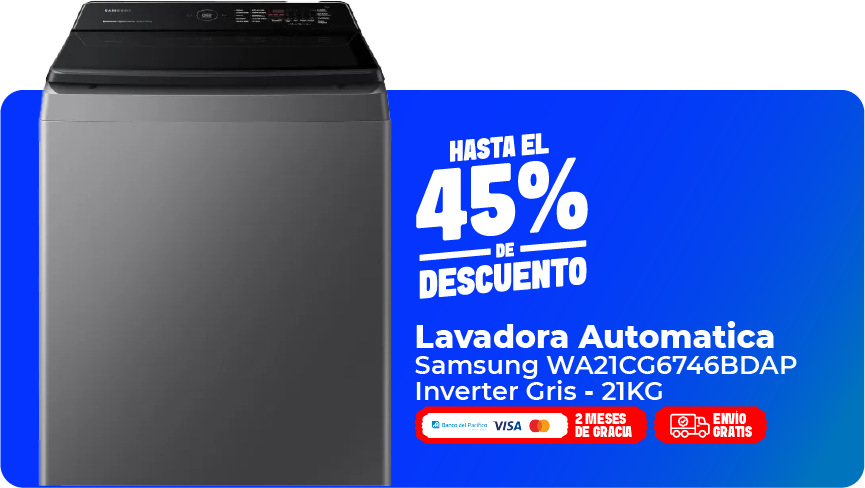 SAMSUNG
HASTA EL
45%
DE
DESCUENTO
Lavadora Automatica
Samsung WA21CG6746BDAP
Inverter Gris - 21KG
Banco del Pacífico
VISA
2 MESES
DE GRACIA
ENVÍO
GRATIS